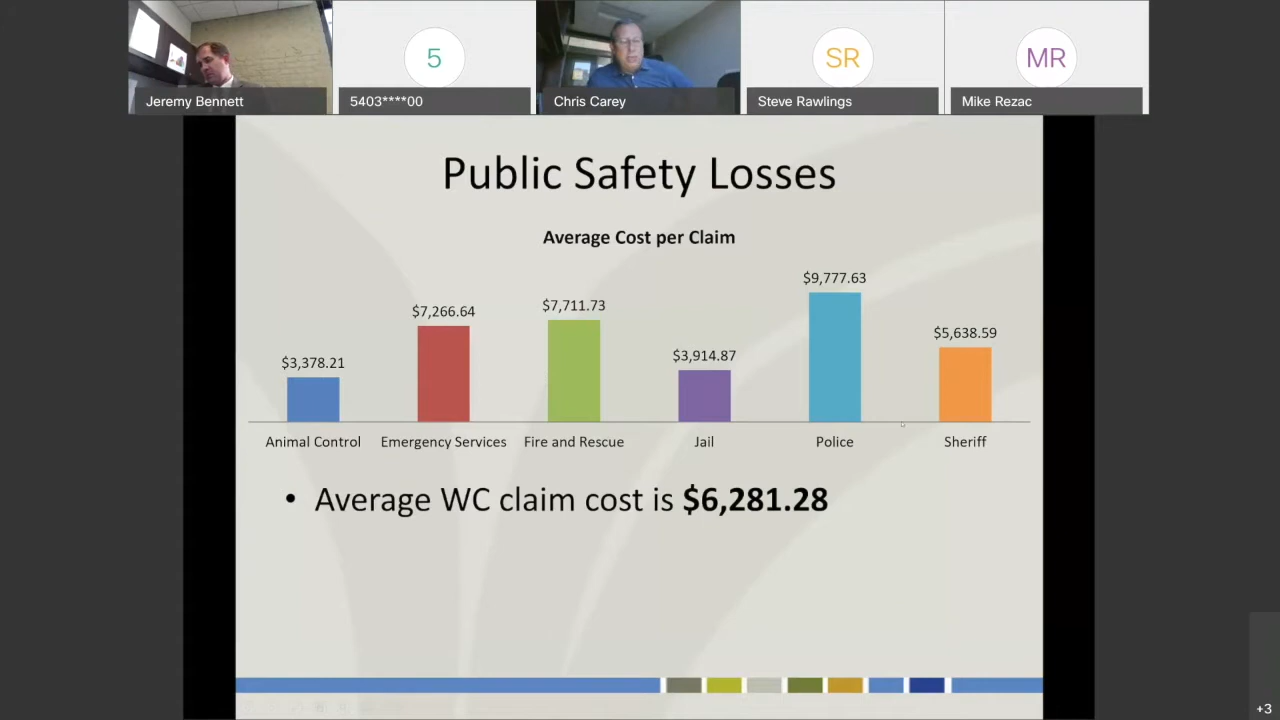 5
SR
MR
Jeremy Bennett
5403****00
Chris Carey
Steve Rawlings
Mike Rezac
Public Safety Losses
Average Cost per Claim
$9,777.63
$7,711.73
$7,266.64
$5,638.59
$3,914.87
$3,378.21
Animal Control Emergency Services Fire and Rescue Jail Police Sheriff
• Average WC claim cost is $6,281.28
+3